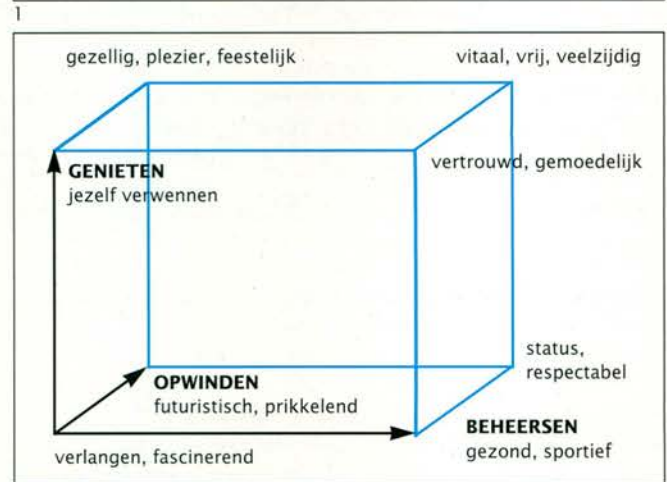 1
gezellig, plezier, feestelijk
vitaal, vrij, veelzijdig
GENIETEN
jezelf verwennen
vertrouwd, gemoedelijk
status,
respectabel
OPWINDEN
futuristisch, prikkelend
BEHEERSEN
gezond, sportief
verlangen, fascinerend